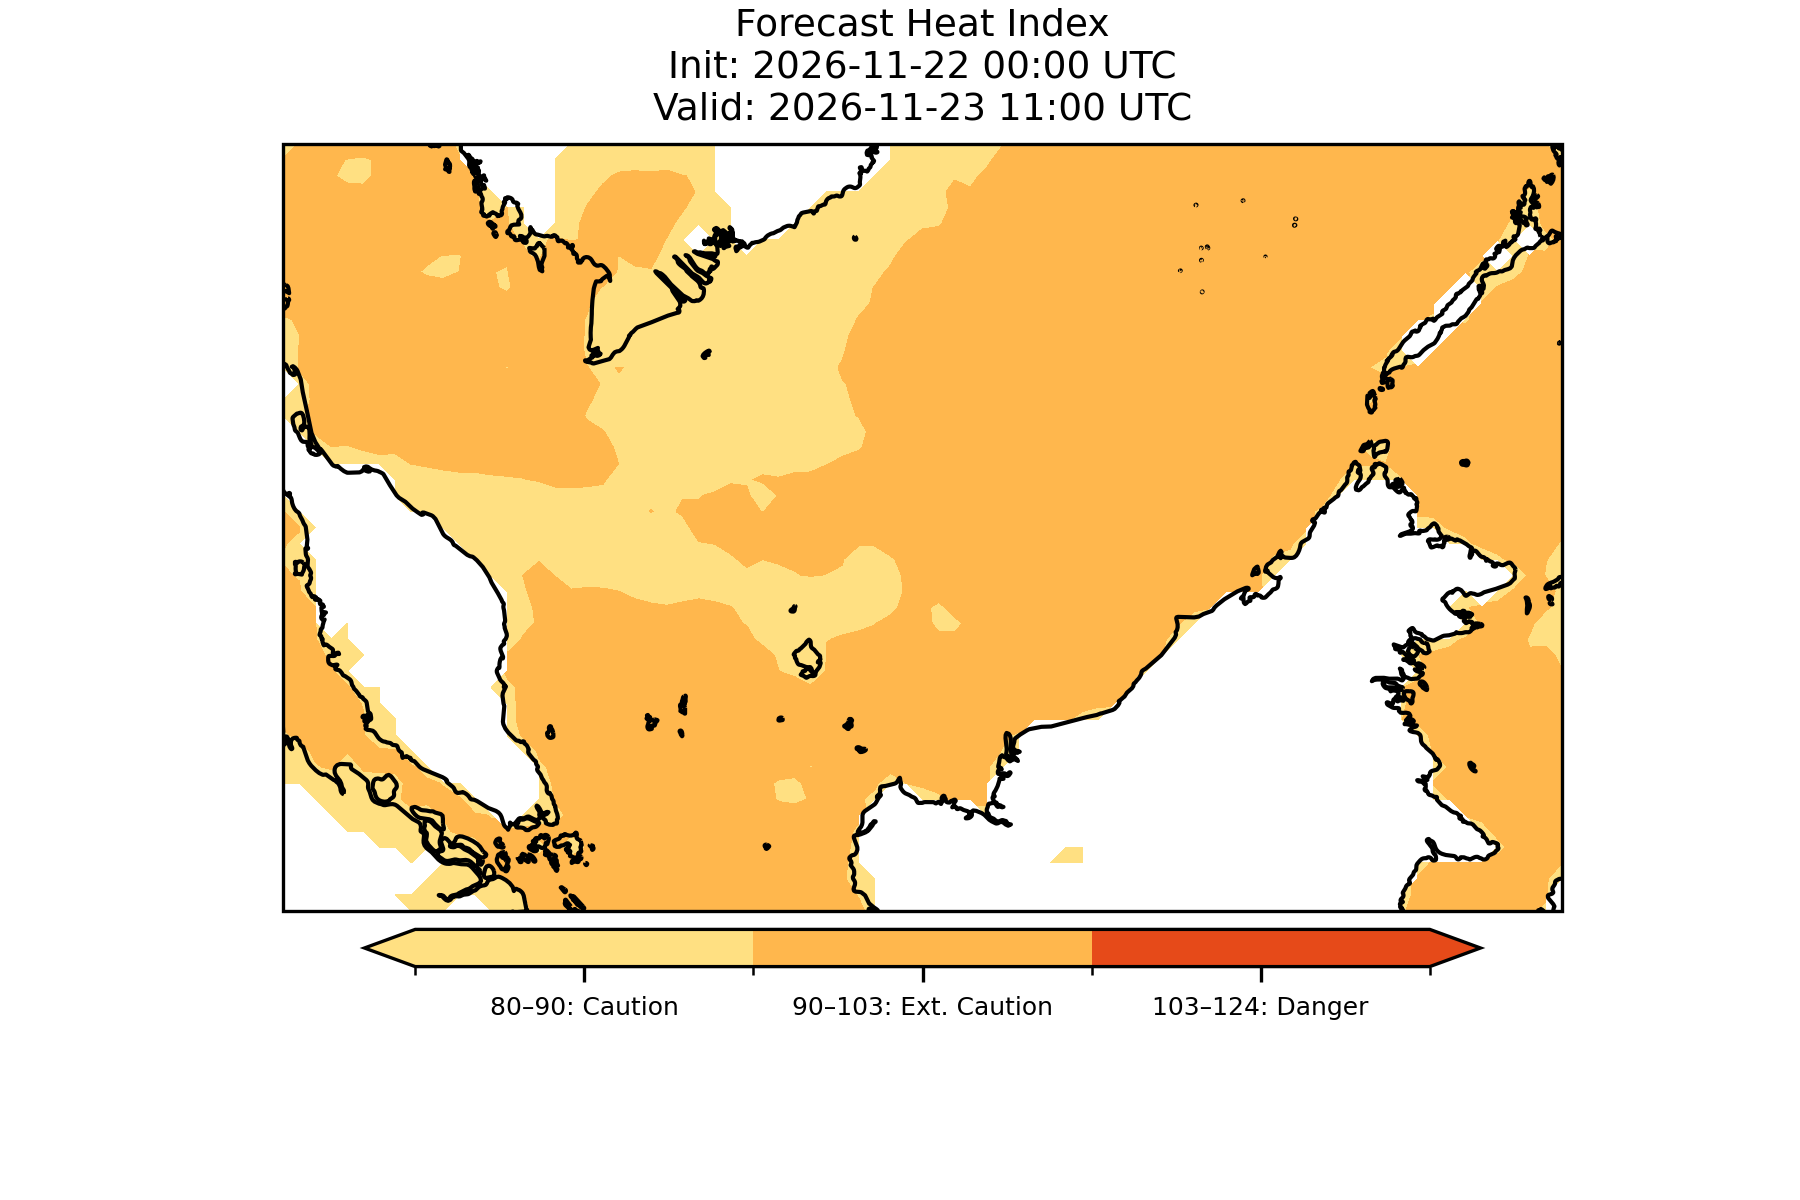 Forecast Heat Index
Init: 2026-11-22 00:00 UTC
Valid: 2026-11-23 11:00 UTC
80–90: Caution
90–103: Ext. Caution
103–124: Danger